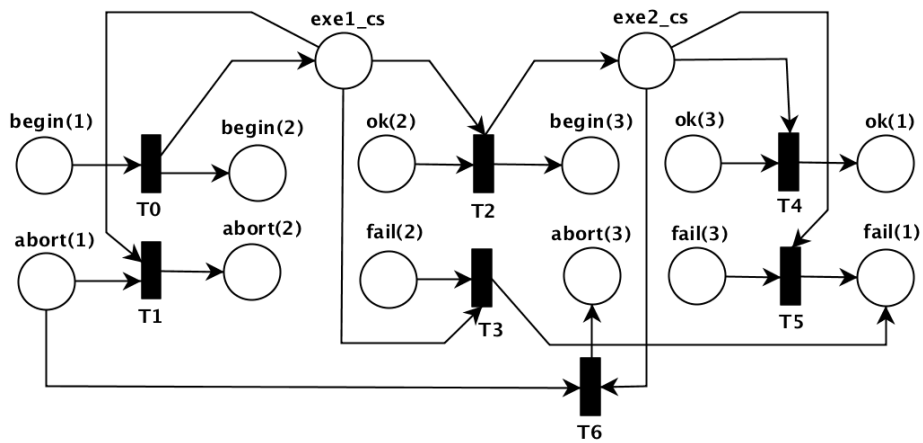 exe1_cs
exe2_cs
begin(1)
begin(2)
ok(2)
begin(3)
ok(3)
ok(1)
T0
T2
T4
abort(1)
abort(2)
fail(2)
abort(3)
fail(3)
fail(1)
T1
T3
T5
T6